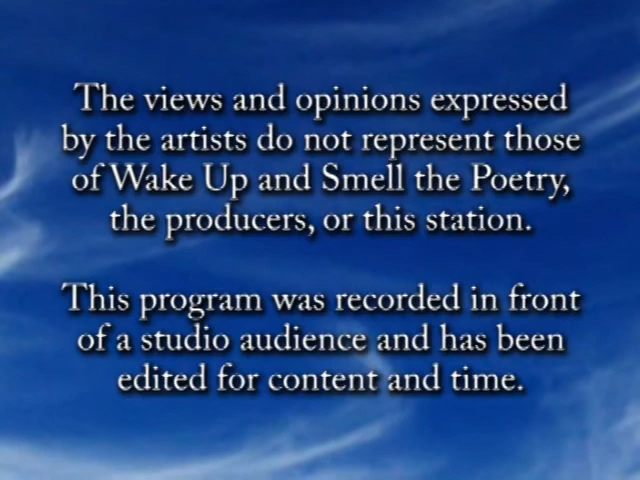 The views and opinions expressed
by the artists do not represent those
of Wake Up and Smell the Poetry,
the producers, or this station.
This program was recorded in front
of a studio audience and has been
edited for content and time.